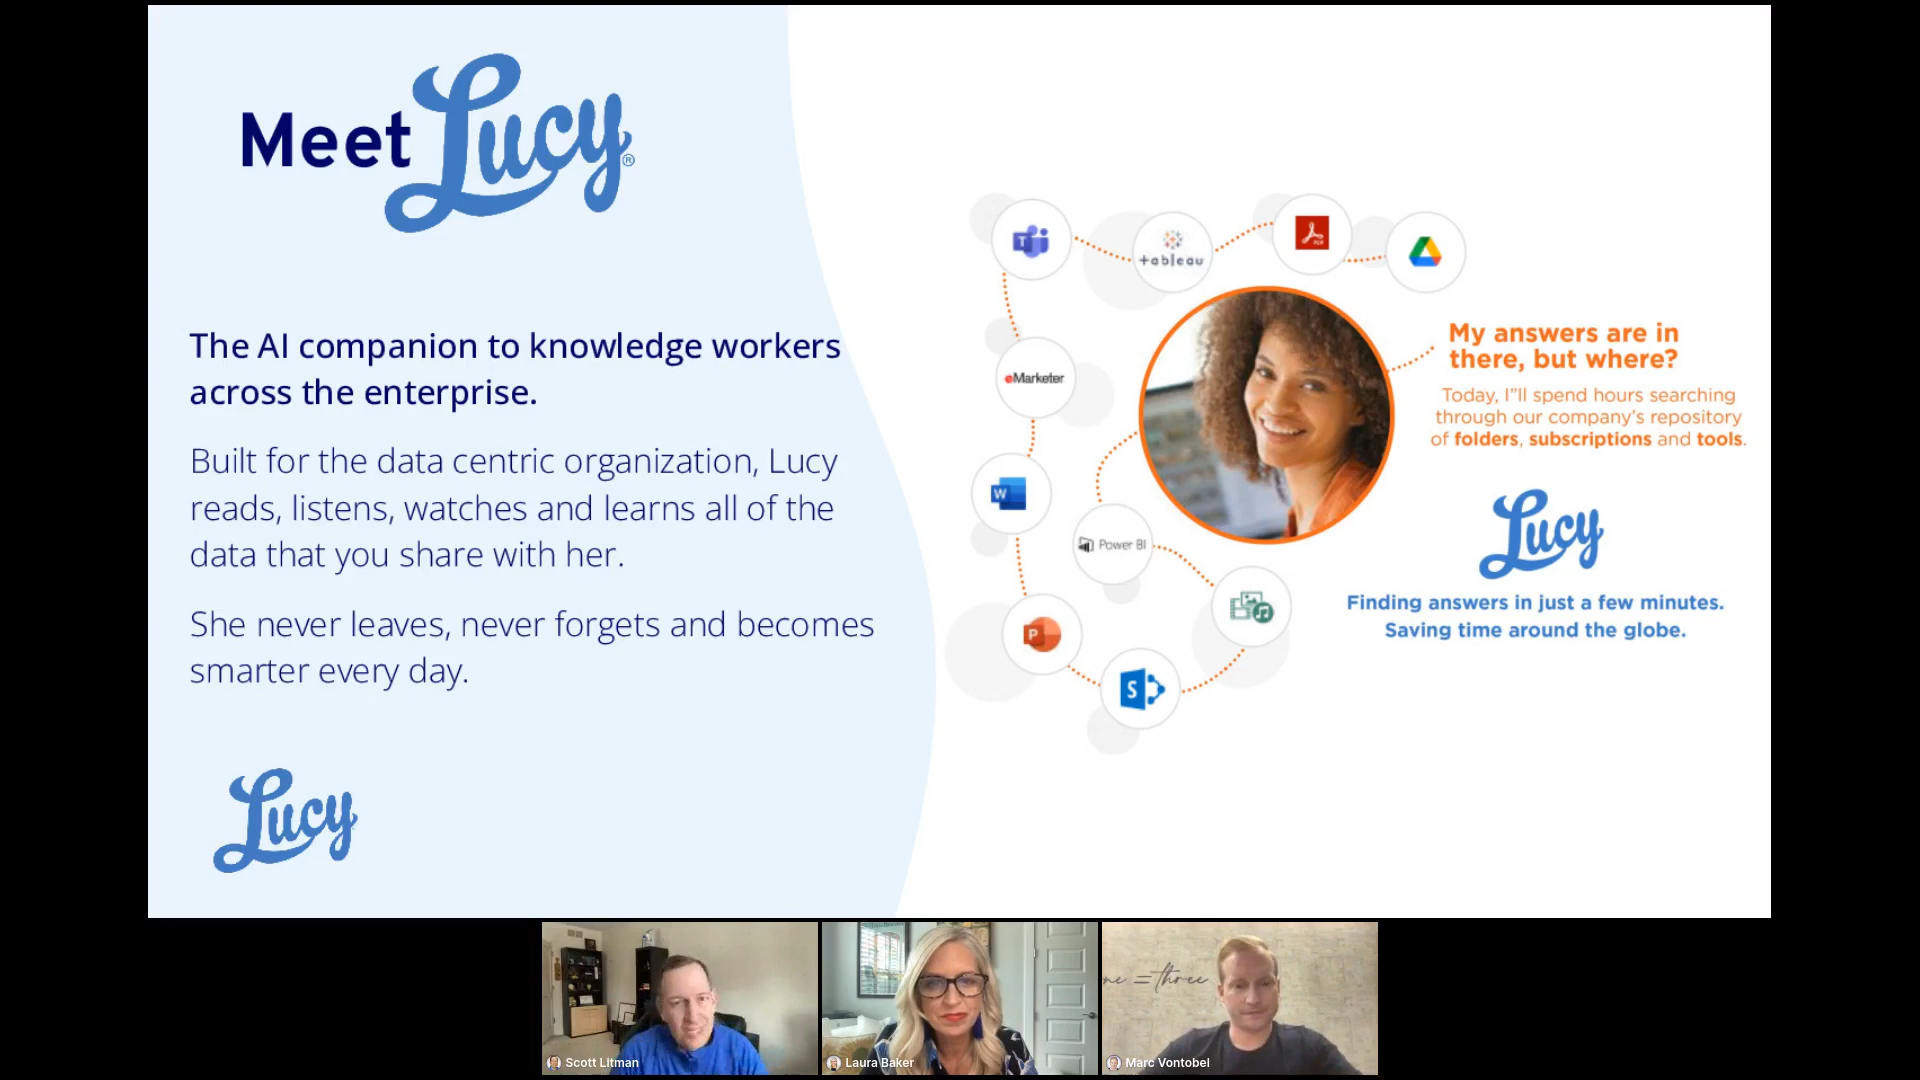 Meet Lucy®
The AI companion to knowledge workers
across the enterprise.
Built for the data centric organization, Lucy
reads, listens, watches and learns all of the
data that you share with her.
She never leaves, never forgets and becomes
smarter every day.
Lucy
T
tableau
PDF
eMarketer
W
Power BI
P
S
My answers are in
there, but where?
Today, I"ll spend hours searching
through our company's repository
of folders, subscriptions and tools.
Lucy
Finding answers in just a few minutes.
Saving time around the globe.
= three
Scott Litman
Laura Baker
Marc Vontobel